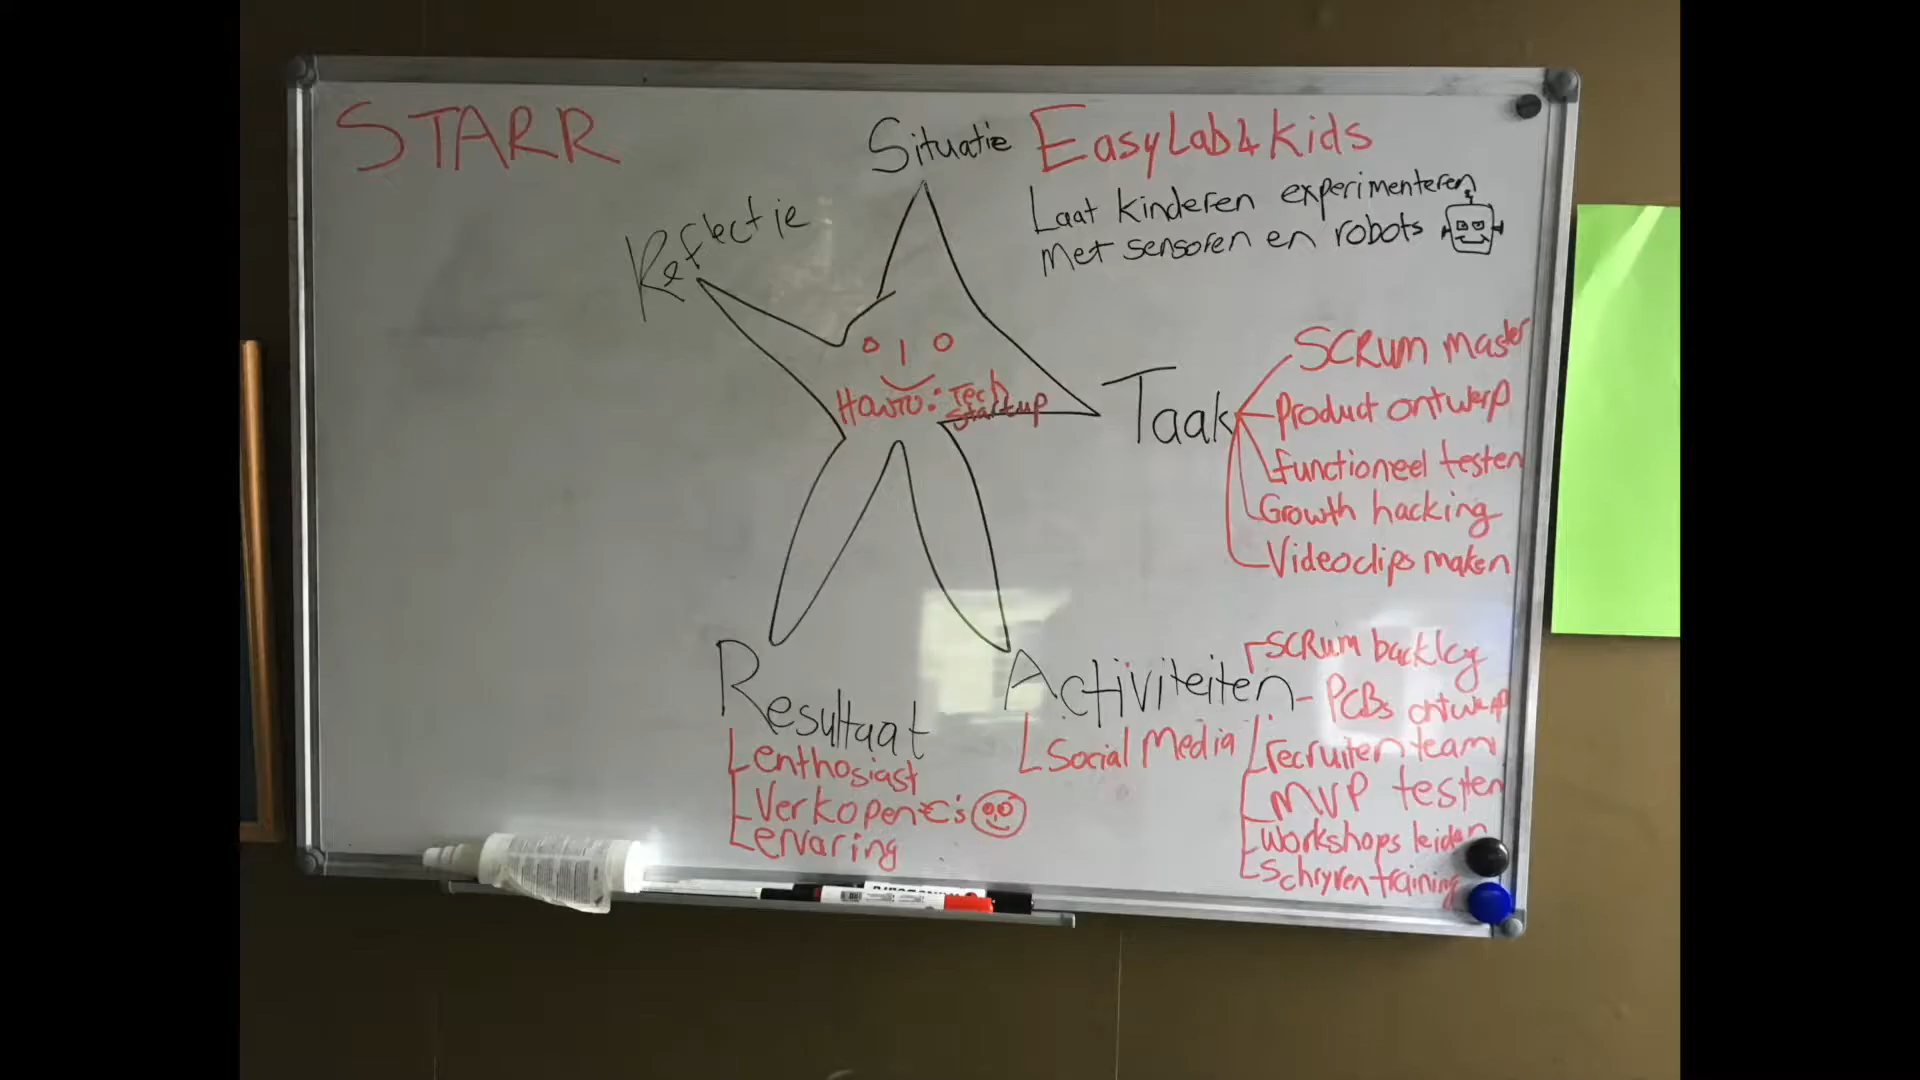 STARR
Situatie EasyLab4kids
Laat kinderen experimenteren
met sensoren en robots
Reflectie
HowTO: Tech
Startup
Taak
SCRUM master
Product ontwerp
functioneel testen
Growth hacking
Videoclips maken
Resultaat
enthosiast
Verkopen €'s
ervaring
Activiteiten
Social Media
SCRum backlog
PCBs ontwerp
recruiten team
MVP testen
workshops leiden
Schryven training